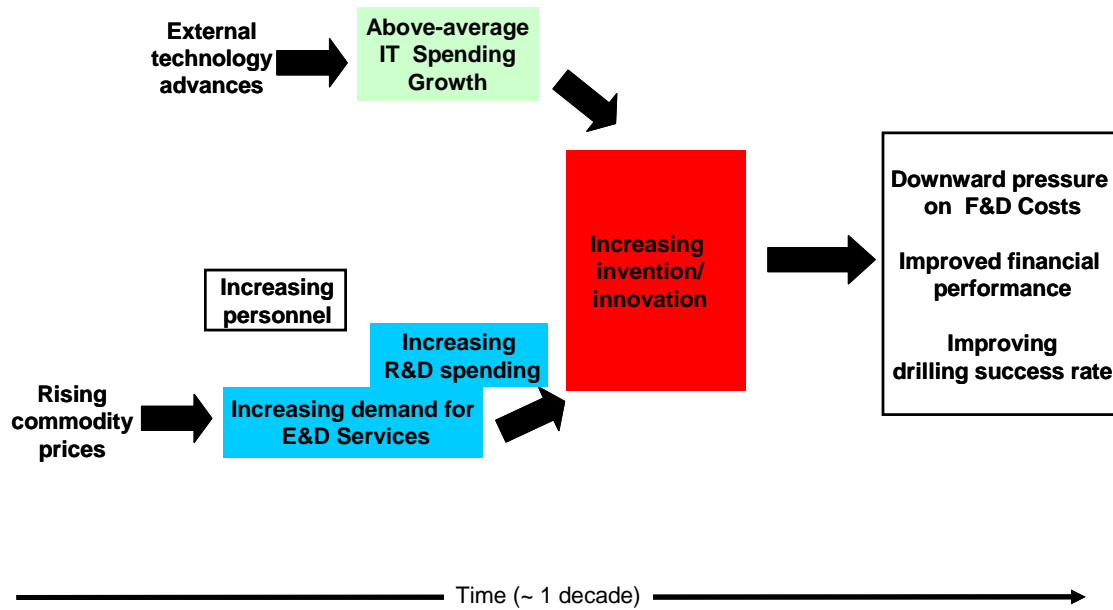 External
technology
advances
Above-average
IT Spending
Growth
Increasing
invention/
innovation
Downward pressure
on F&D Costs
Improved financial
performance
Improving
drilling success rate
Increasing
personnel
Increasing
R&D spending
Rising
commodity
prices
Increasing demand for
E&D Services
Time (~ 1 decade)